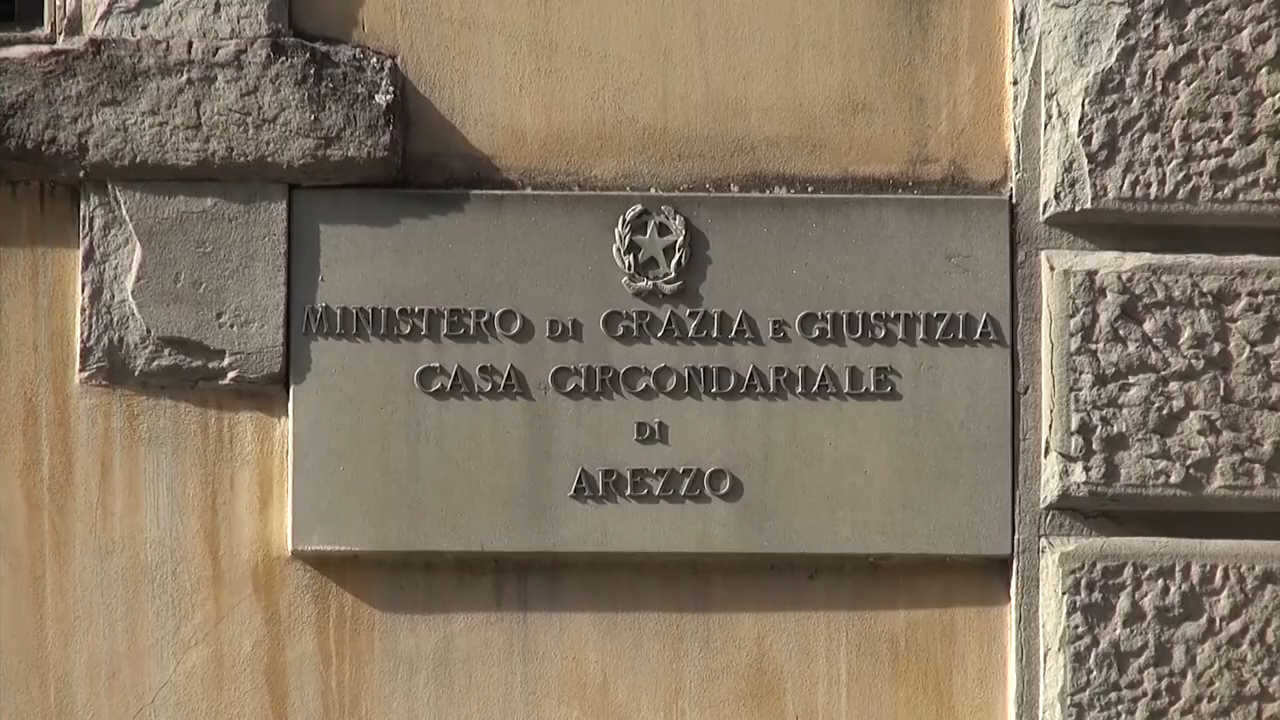 MINISTERO DI GRAZIA E GIUSTIZIA
CASA CIRCONDARIALE
DI
AREZZO